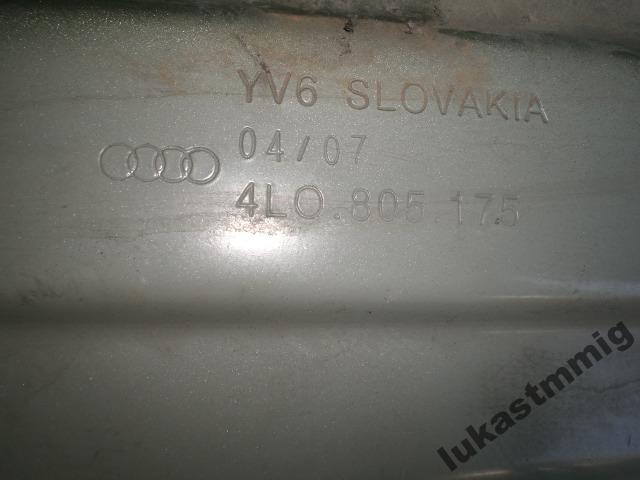 YV6 SLOVAKIA
04/07
4L0.805.175
lukastmmig